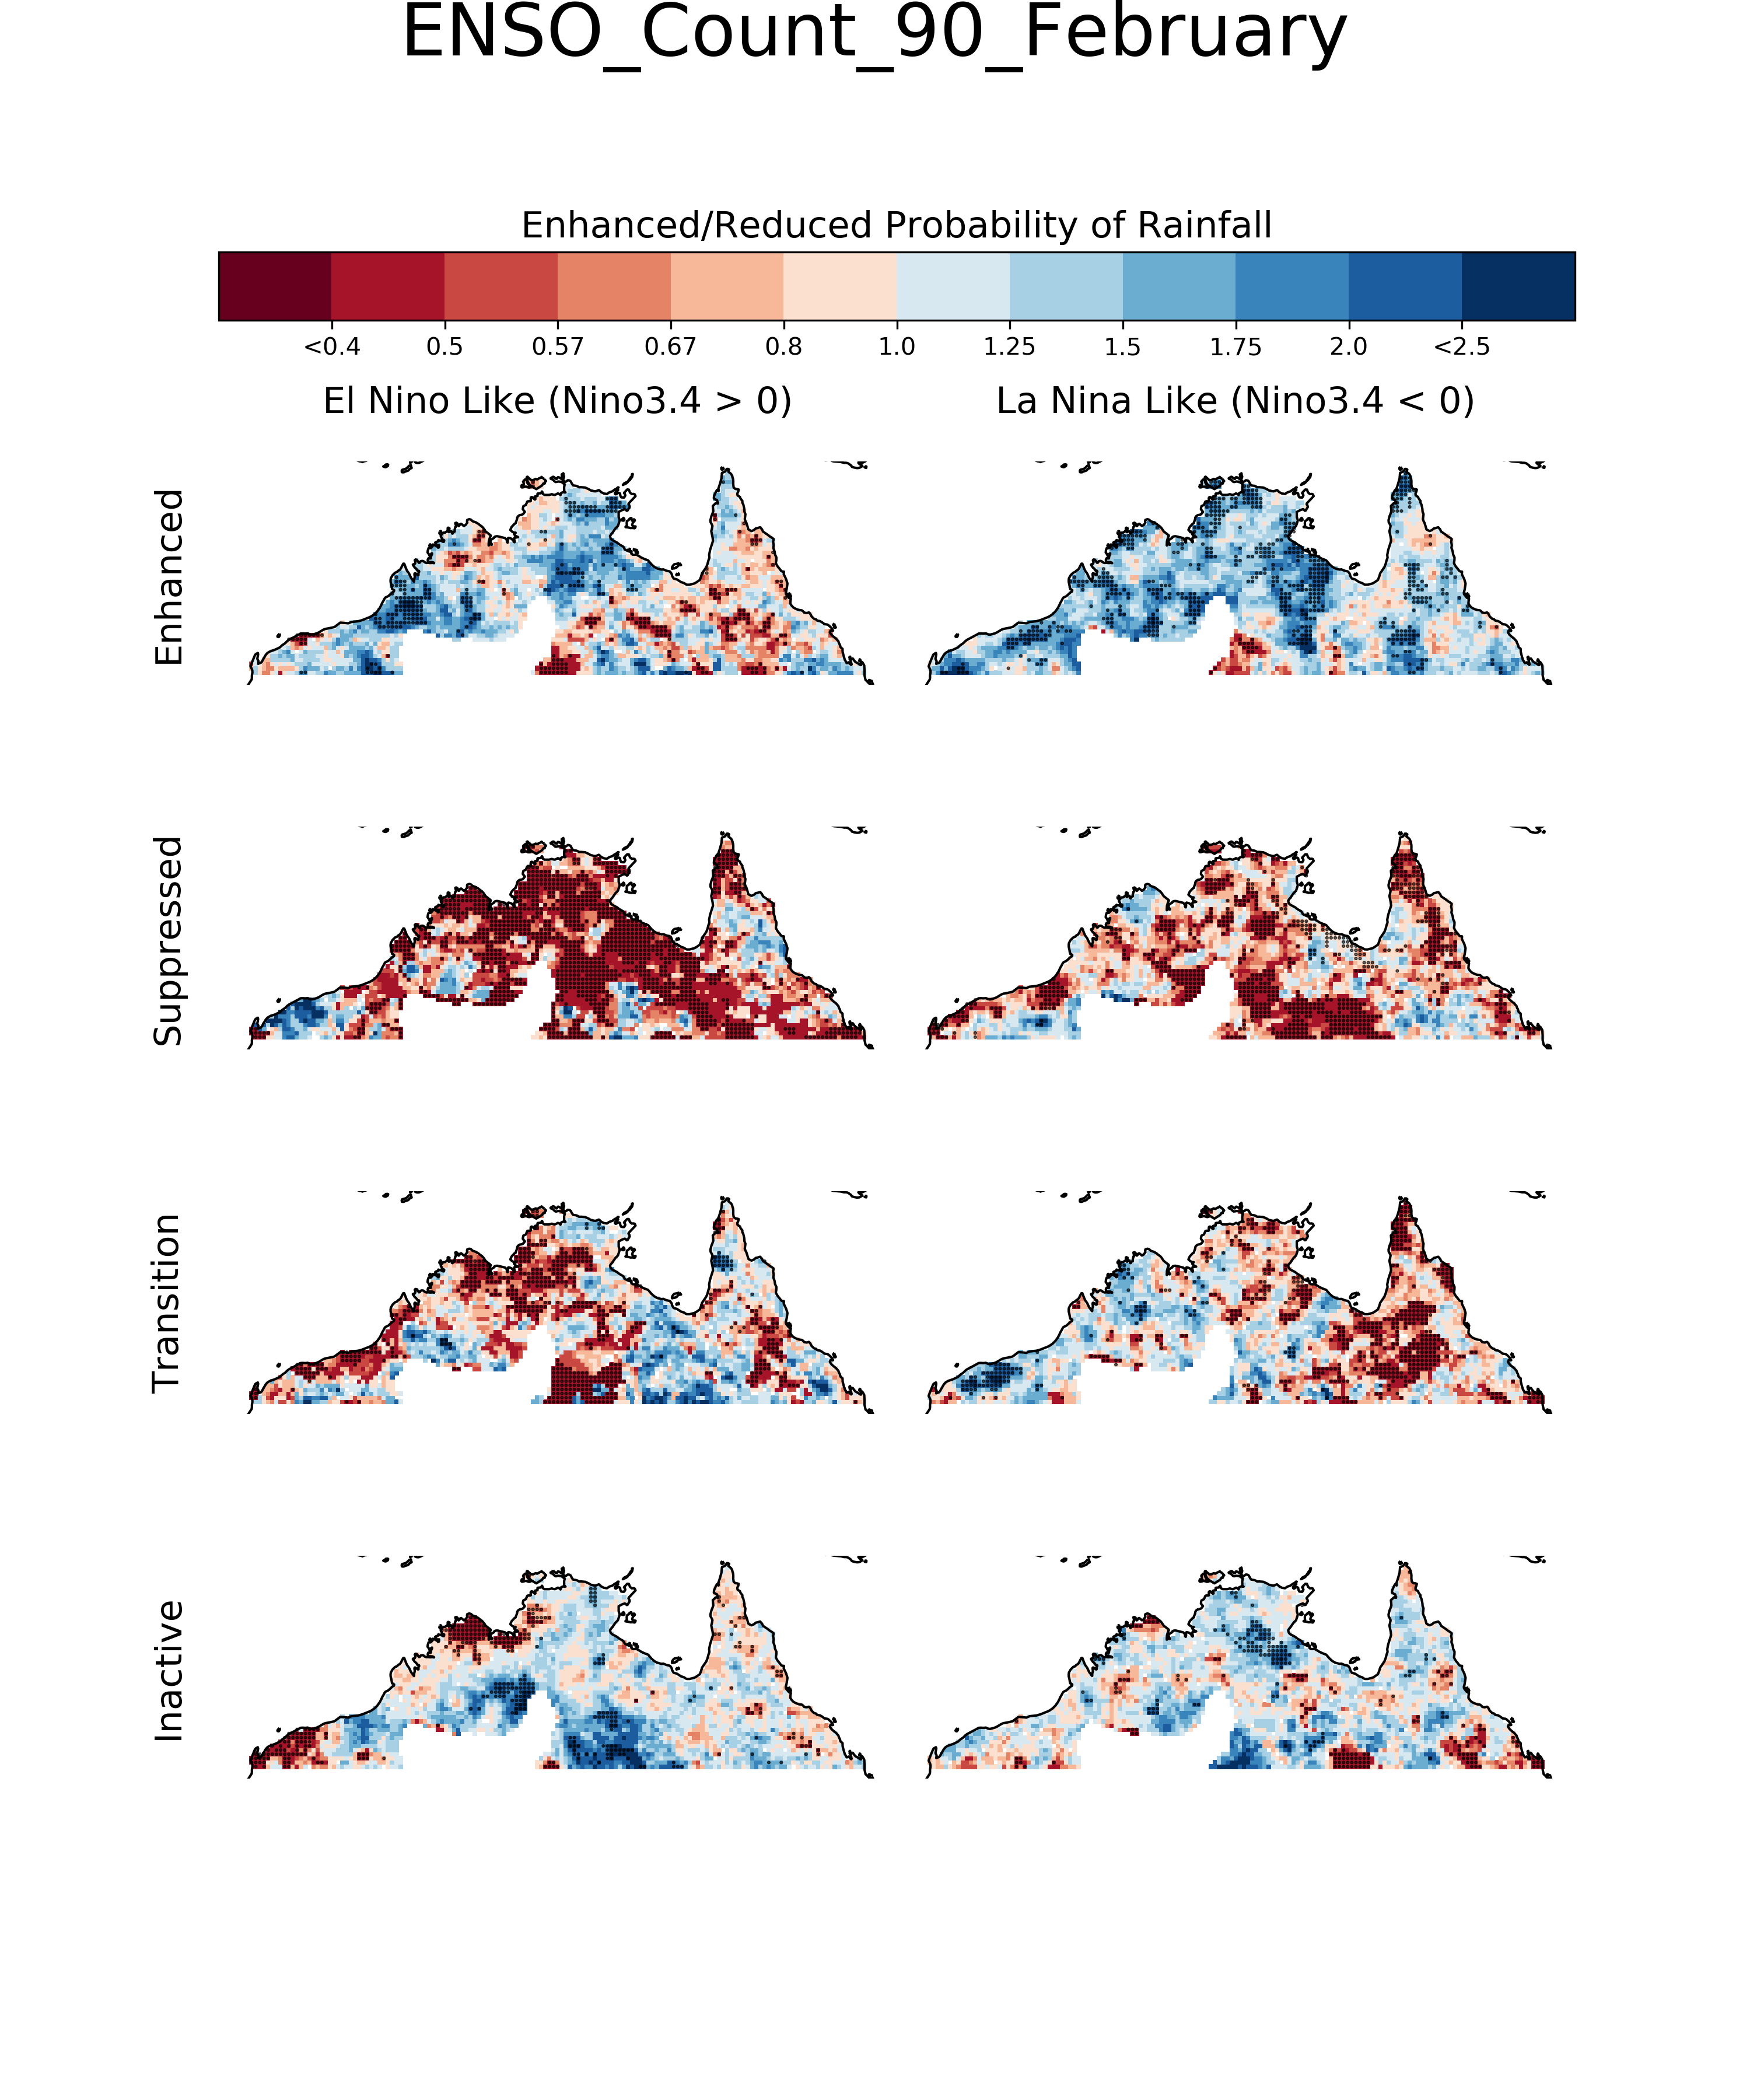 ENSO_Count_90_February
Enhanced/Reduced Probability of Rainfall
<0.4 0.5 0.57 0.67 0.8 1.0 1.25 1.5 1.75 2.0 <2.5
El Nino Like (Nino3.4 > 0) La Nina Like (Nino3.4 < 0)
Enhanced
Suppressed
Transition
Inactive